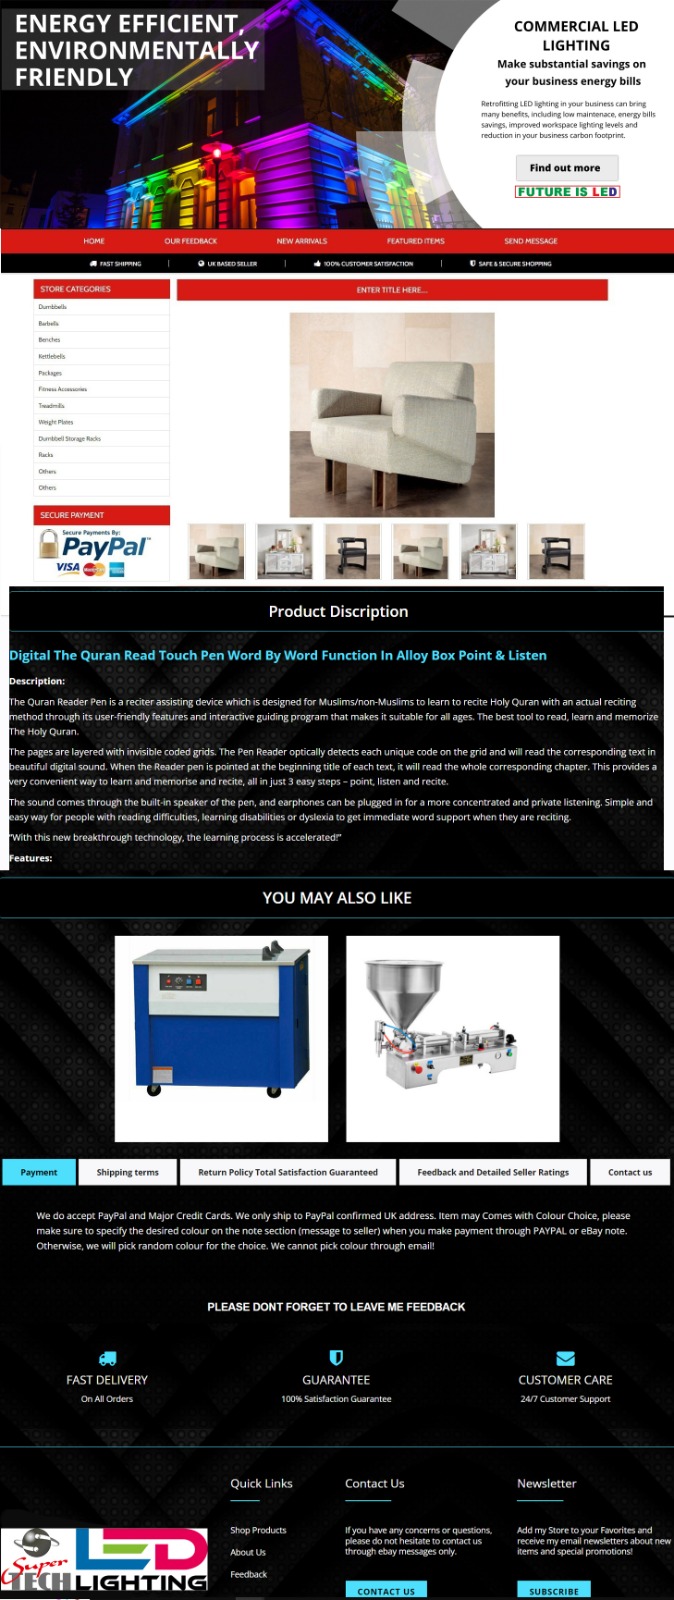 ENERGY EFFICIENT,
ENVIRONMENTALLY
FRIENDLY
COMMERCIAL LED
LIGHTING
Make substantial savings on
your business energy bills
Retrofitting LED lighting in your business can bring
many benefits, including low maintenace, energy bills
savings, improved workspace lighting levels and
reduction in your business carbon footprint.
Find out more
FUTURE IS LED
HOME OUR FEEDBACK NEW ARRIVALS FEATURED ITEMS SEND MESSAGE
FAST SHIPPING | UK BASED SELLER | 100% CUSTOMER SATISFACTION | SAFE & SECURE SHOPPING
STORE CATEGORIES
Dumbbells
Barbells
Benches
Kettlebells
Packages
Fitness Accessories
Treadmills
Weight Plates
Dumbbell Storage Racks
Racks
Others
Others
SECURE PAYMENT
Secure Payments By:
PayPal™
VISA MasterCard
ENTER TITLE HERE...
Product Discription
Digital The Quran Read Touch Pen Word By Word Function In Alloy Box Point & Listen
Description:
The Quran Reader Pen is a reciter assisting device which is designed for Muslims/non-Muslims to learn to recite Holy Quran with an actual reciting
method through its user-friendly features and interactive guiding program that makes it suitable for all ages. The best tool to read, learn and memorize
The Holy Quran.
The pages are layered with invisible coded grids. The Pen Reader optically detects each unique code on the grid and will read the corresponding text in
beautiful digital sound. When the Reader pen is pointed at the beginning title of each text, it will read the whole corresponding chapter. This provides a
very convenient way to learn and memorise and recite, all in just 3 easy steps – point, listen and recite.
The sound comes through the built-in speaker of the pen, and earphones can be plugged in for a more concentrated and private listening. Simple and
easy way for people with reading difficulties, learning disabilities or dyslexia to get immediate word support when they are reciting.
“With this new breakthrough technology, the learning process is accelerated!”
Features:
YOU MAY ALSO LIKE
Payment Shipping terms Return Policy Total Satisfaction Guaranteed Feedback and Detailed Seller Ratings Contact us
We do accept PayPal and Major Credit Cards. We only ship to PayPal confirmed UK address. Item may Comes with Colour Choice, please
make sure to specify the desired colour on the note section (message to seller) when you make payment through PAYPAL or eBay note.
Otherwise, we will pick random colour for the choice. We cannot pick colour through email!
PLEASE DONT FORGET TO LEAVE ME FEEDBACK
FAST DELIVERY
On All Orders
GUARANTEE
100% Satisfaction Guarantee
CUSTOMER CARE
24/7 Customer Support
Super
TECH
LED
LIGHTING
Quick Links
Shop Products
About Us
Feedback
Contact Us
If you have any concerns or questions,
please do not hesitate to contact us
through ebay messages only.
CONTACT US
Newsletter
Add my Store to your Favorites and
receive my email newsletters about new
items and special promotions!
SUBSCRIBE